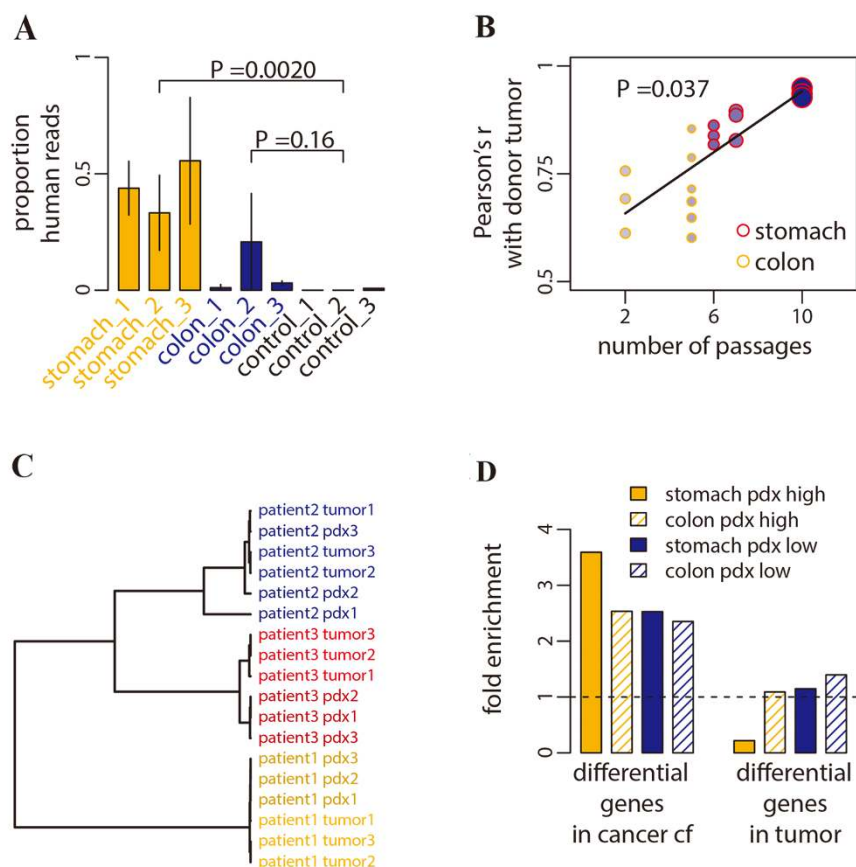 A
proportion
human reads
0
0.5
1
P =0.0020
P =0.16
stomach_1
stomach_2
stomach_3
colon_1
colon_2
colon_3
control_1
control_2
control_3
B
Pearson's r
with donor tumor
0.5
0.75
1
P =0.037
stomach
colon
2
6
10
number of passages
C
patient2 tumor1
patient2 pdx3
patient2 tumor3
patient2 tumor2
patient2 pdx2
patient2 pdx1
patient3 tumor3
patient3 tumor2
patient3 tumor1
patient3 pdx2
patient3 pdx1
patient3 pdx3
patient1 pdx3
patient1 pdx2
patient1 pdx1
patient1 tumor1
patient1 tumor3
patient1 tumor2
D
stomach pdx high
colon pdx high
stomach pdx low
colon pdx low
fold enrichment
0
1
2
3
4
differential
genes
in cancer cf
differential
genes
in tumor